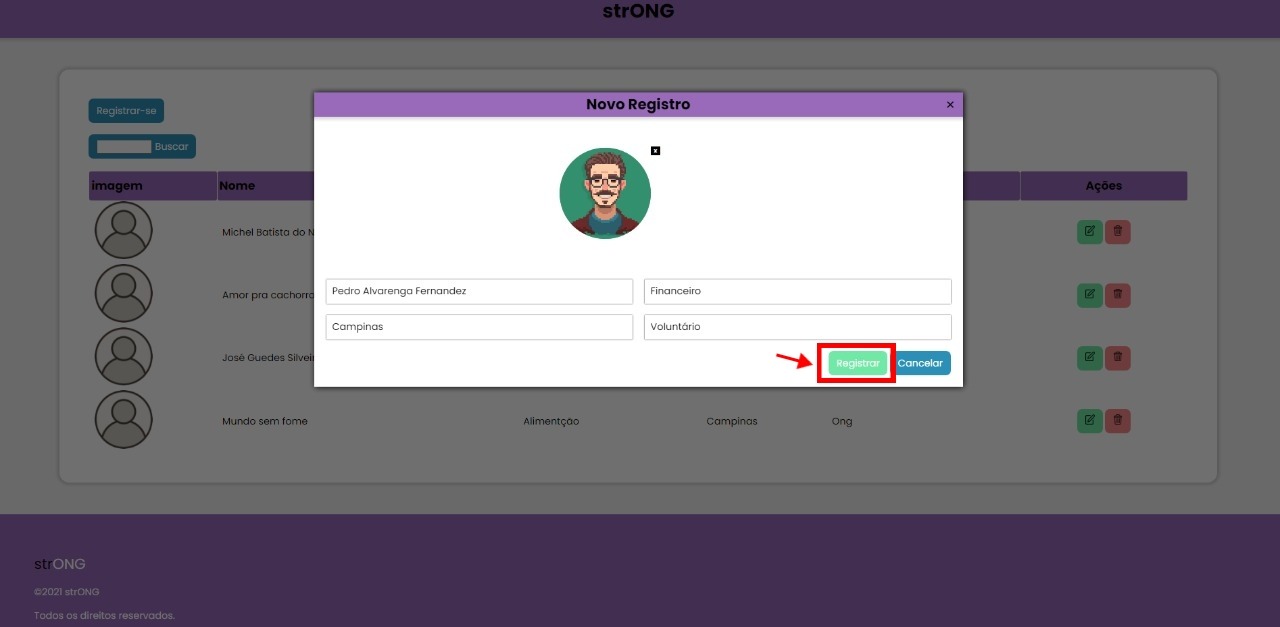 strONG
Registrar-se
Buscar
Novo Registro ×
x
Pedro Alvarenga Fernandez Financeiro
Campinas Voluntário
Registrar Cancelar
imagem Nome Ações
Michel Batista do
Amor pra cachorro
José Guedes
Mundo sem fome Alimentção Campinas Ong
strONG
©2021 strONG
Todos os direitos reservados.